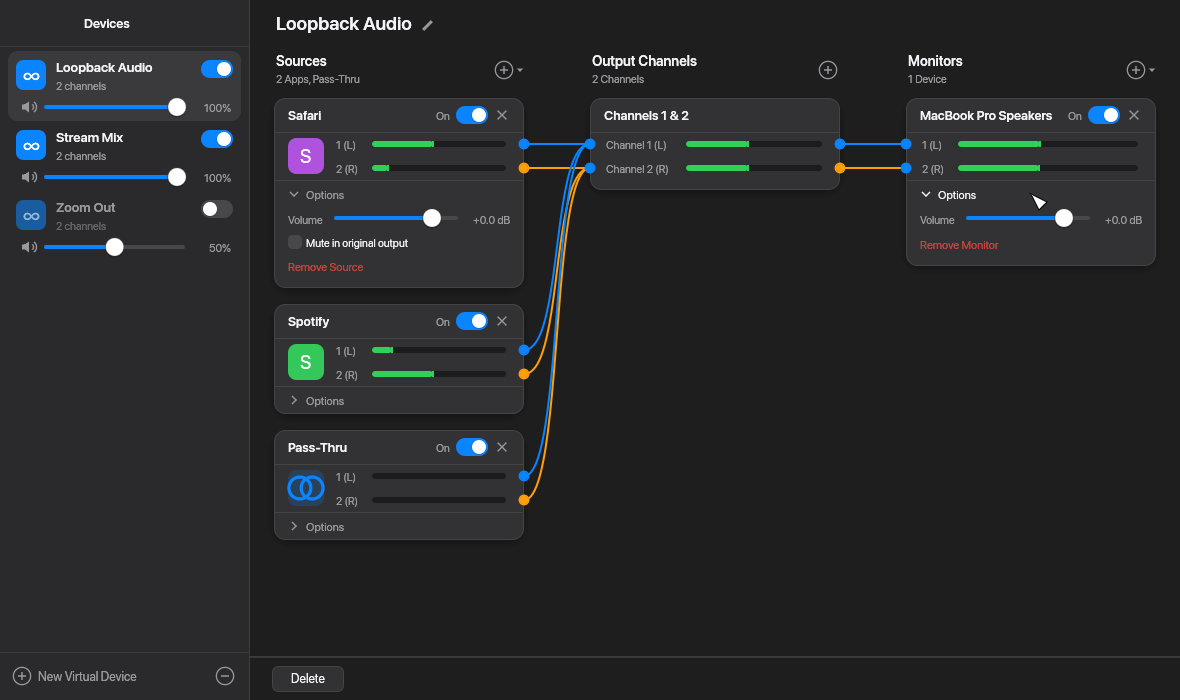 Devices
Loopback Audio
2 channels
100%
Stream Mix
2 channels
100%
Zoom Out
2 channels
50%
New Virtual Device
Loopback Audio
Sources
2 Apps, Pass-Thru
Safari On
S
1 (L)
2 (R)
Options
Volume +0.0 dB
Mute in original output
Remove Source
Spotify On
S
1 (L)
2 (R)
Options
Pass-Thru On
1 (L)
2 (R)
Options
Output Channels
2 Channels
Channels 1 & 2
Channel 1 (L)
Channel 2 (R)
Monitors
1 Device
MacBook Pro Speakers On
1 (L)
2 (R)
Options
Volume +0.0 dB
Remove Monitor
Delete